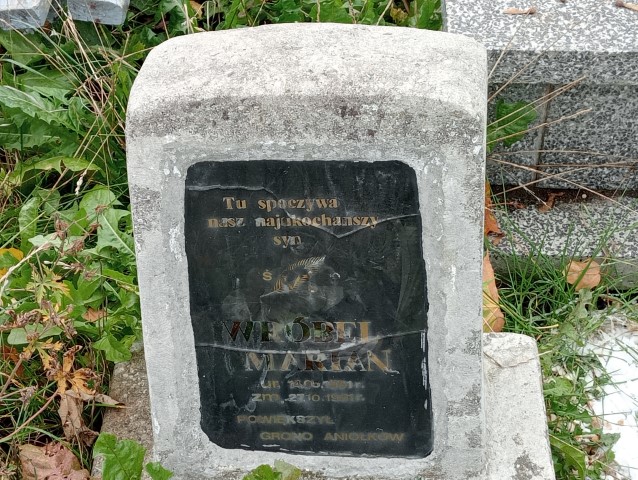 Tu spoczywa
nasz najukochańszy
syn
Ś
WRÓBEL
MARIAN
POWIĘKSZYŁ
GRONO ANIOŁKÓW